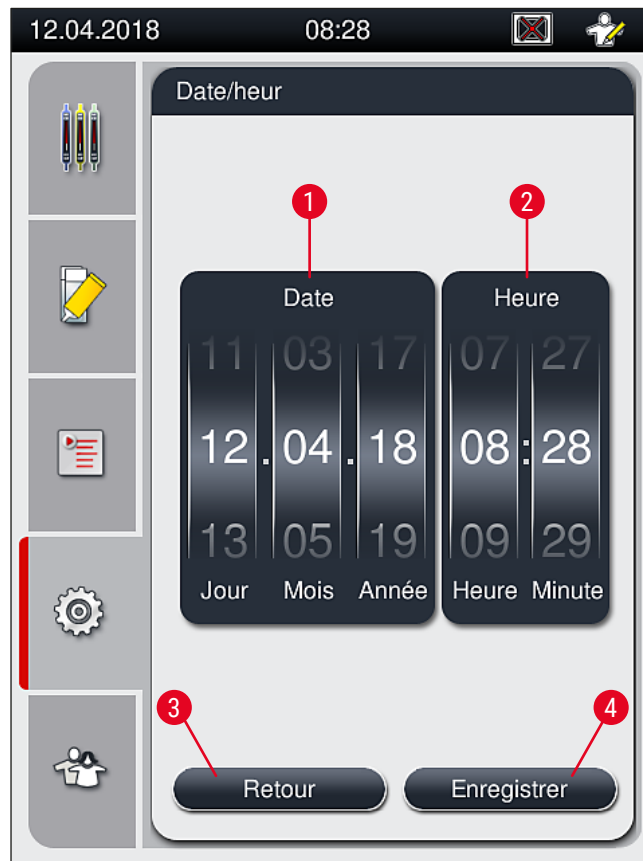 12.04.2018 08:28
Date/heur
1 2
Date Heure
11 03 17 07 27
12 . 04 . 18 08 : 28
13 05 19 09 29
Jour Mois Année Heure Minute
3 4
Retour Enregistrer